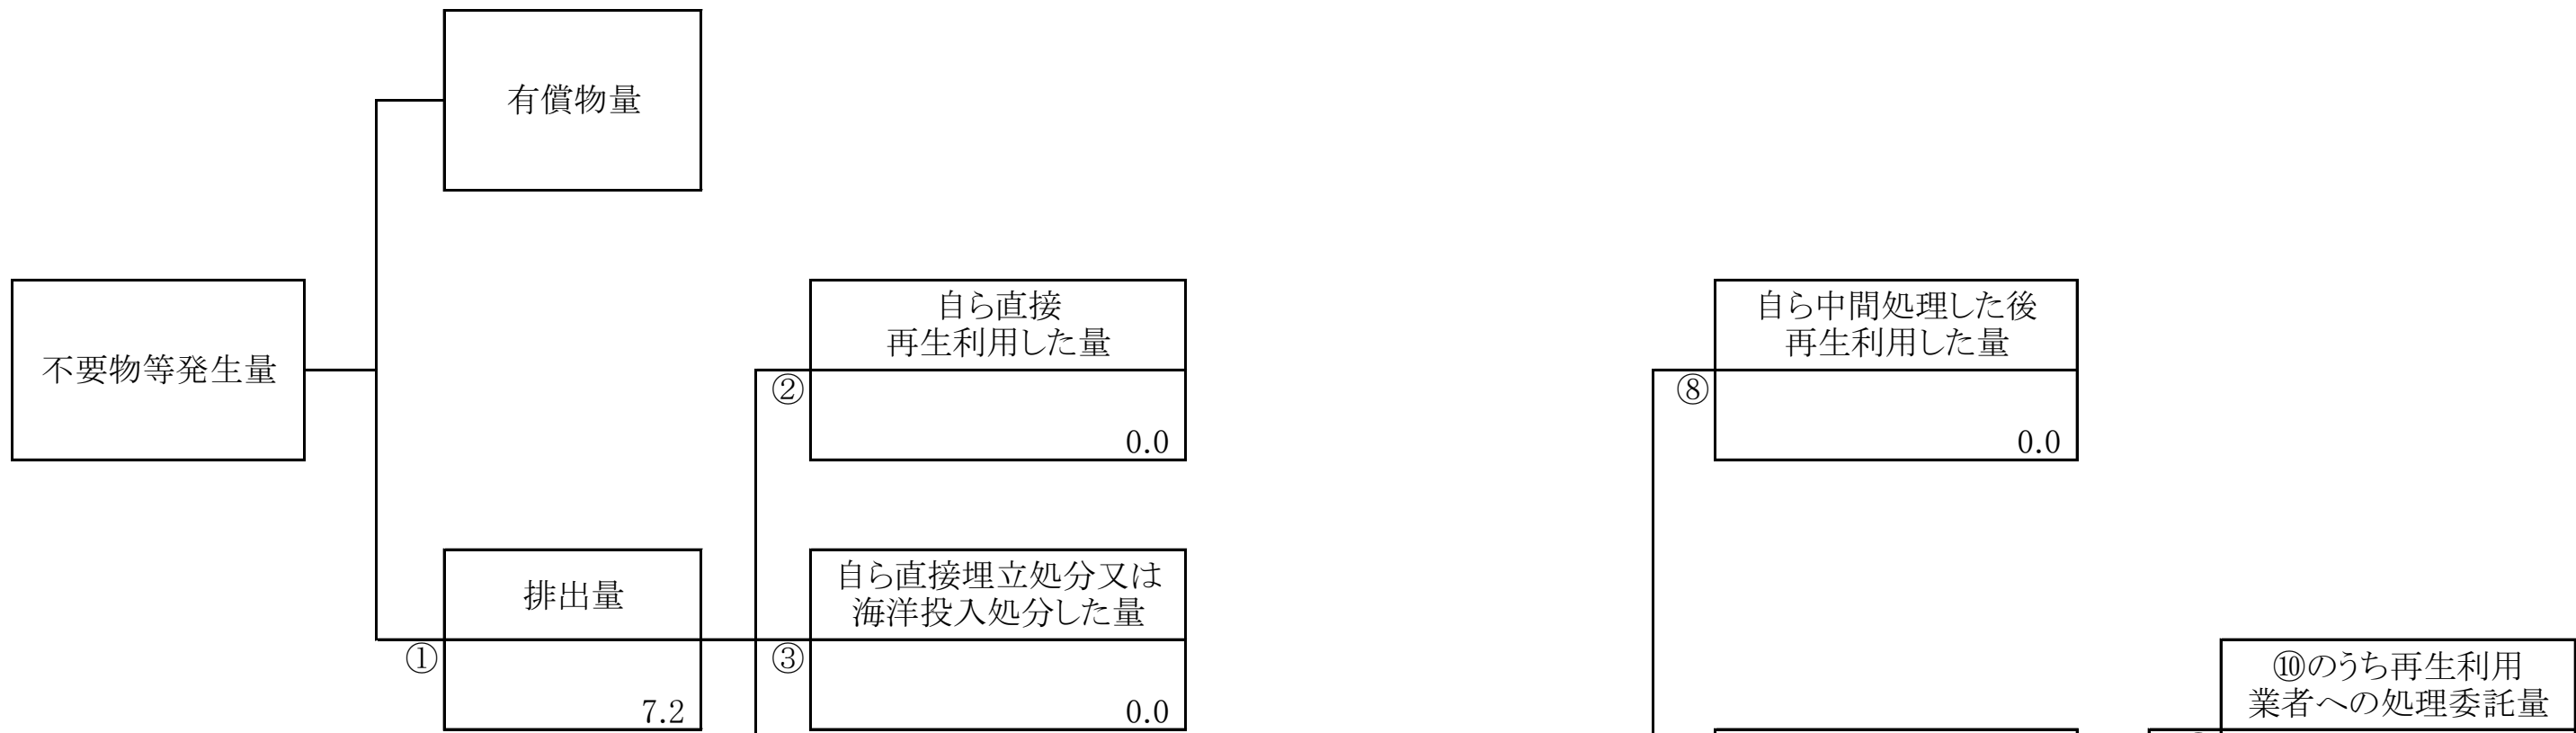 有償物量
不要物等発生量
自ら直接
再生利用した量
②
0.0
自ら中間処理した後
再生利用した量
⑧
0.0
排出量
①
7.2
自ら直接埋立処分又は
海洋投入処分した量
③
0.0
⑩のうち再生利用
業者への処理委託量